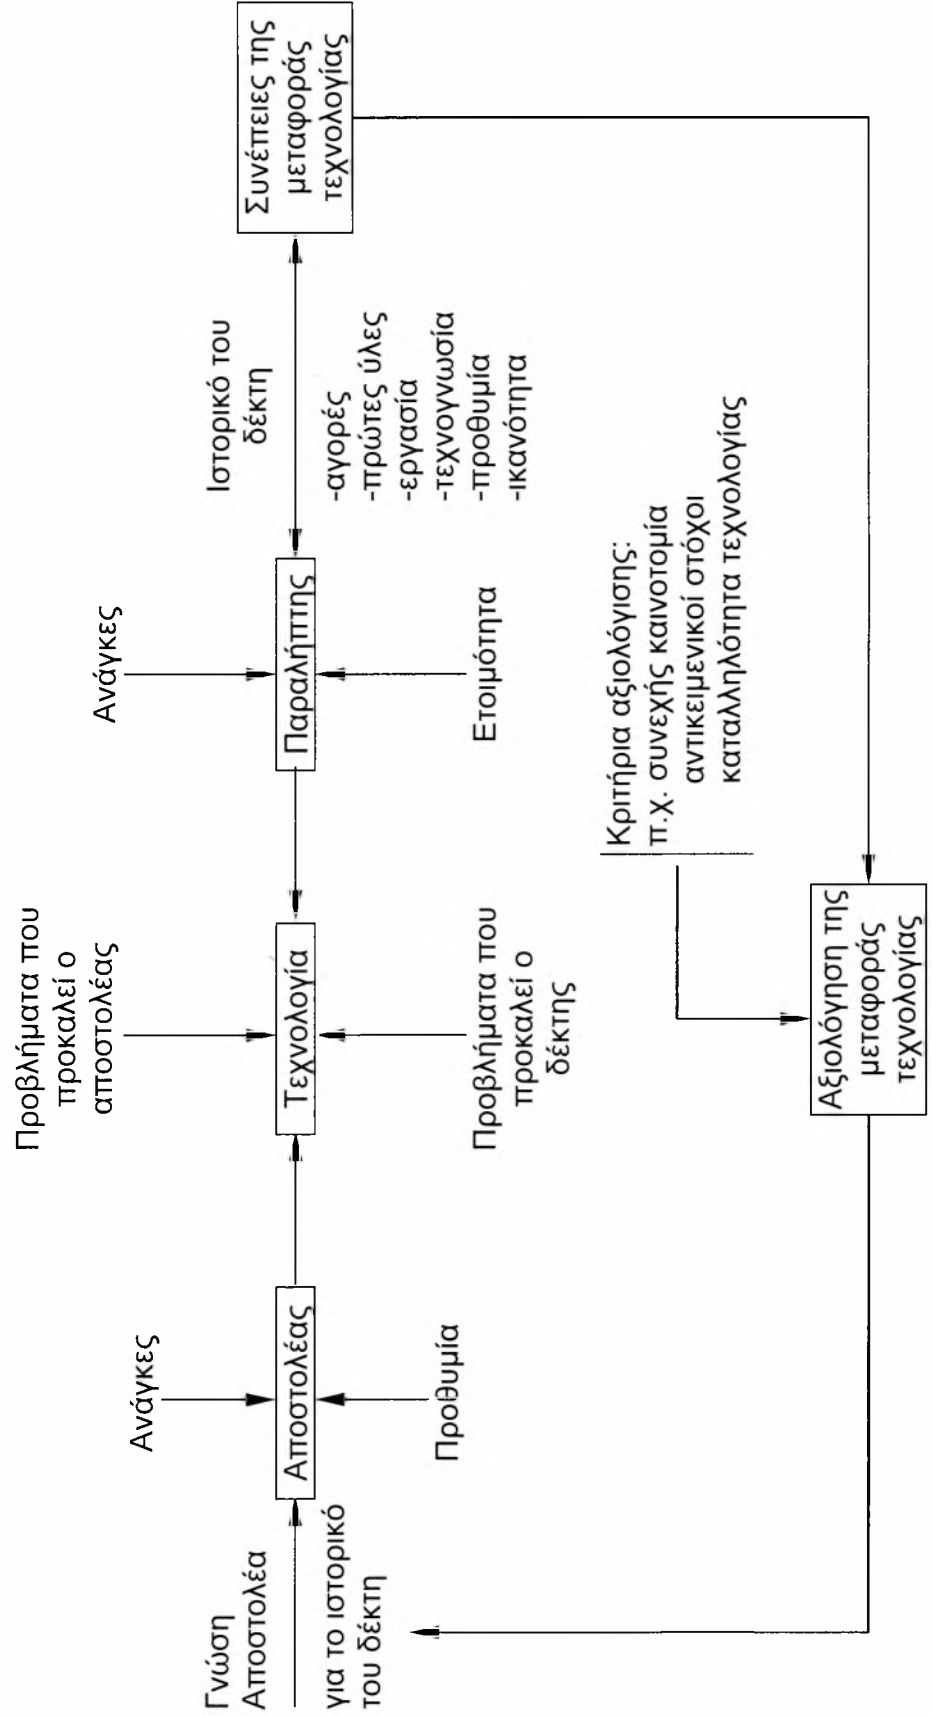 Γνώση
Αποστολέα
για το ιστορικό
του δέκτη
Ανάγκες
Αποστολέας
Προθυμία
Προβλήματα που
προκαλεί ο
αποστολέας
Τεχνολογία
Προβλήματα που
προκαλεί ο
δέκτης
Ανάγκες
Παραλήπτης
Ετοιμότητα
Ιστορικό του
δέκτη
-αγορές
-πρώτες ύλες
-εργασία
-τεχνογνωσία
-προθυμία
-ικανότητα
Συνέπειες της
μεταφοράς
τεχνολογίας
Κριτήρια αξιολόγισης:
π.χ. συνεχής καινοτομία
αντικειμενικοί στόχοι
καταλληλότητα τεχνολογίας
Αξιολόγηση της
μεταφοράς
τεχνολογίας